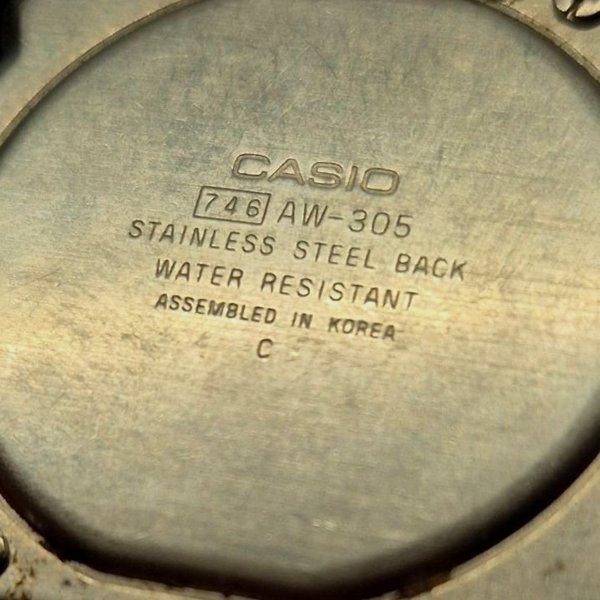 CASIO
746 AW-305
STAINLESS STEEL BACK
WATER RESISTANT
ASSEMBLED IN KOREA
C